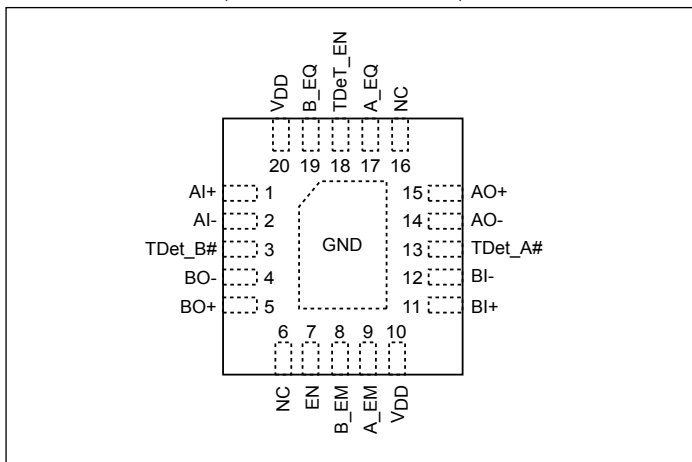 VDD B_EQ TDeT_EN A_EQ NC
20 19 18 17 16
AI+ 1 15 AO+
AI- 2 14 AO-
TDet_B# 3 GND 13 TDet_A#
BO- 4 12 BI-
BO+ 5 11 BI+
6 7 8 9 10
NC EN B_EM A_EM VDD